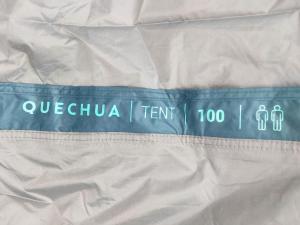 QUECHUA | TENT | 100 |